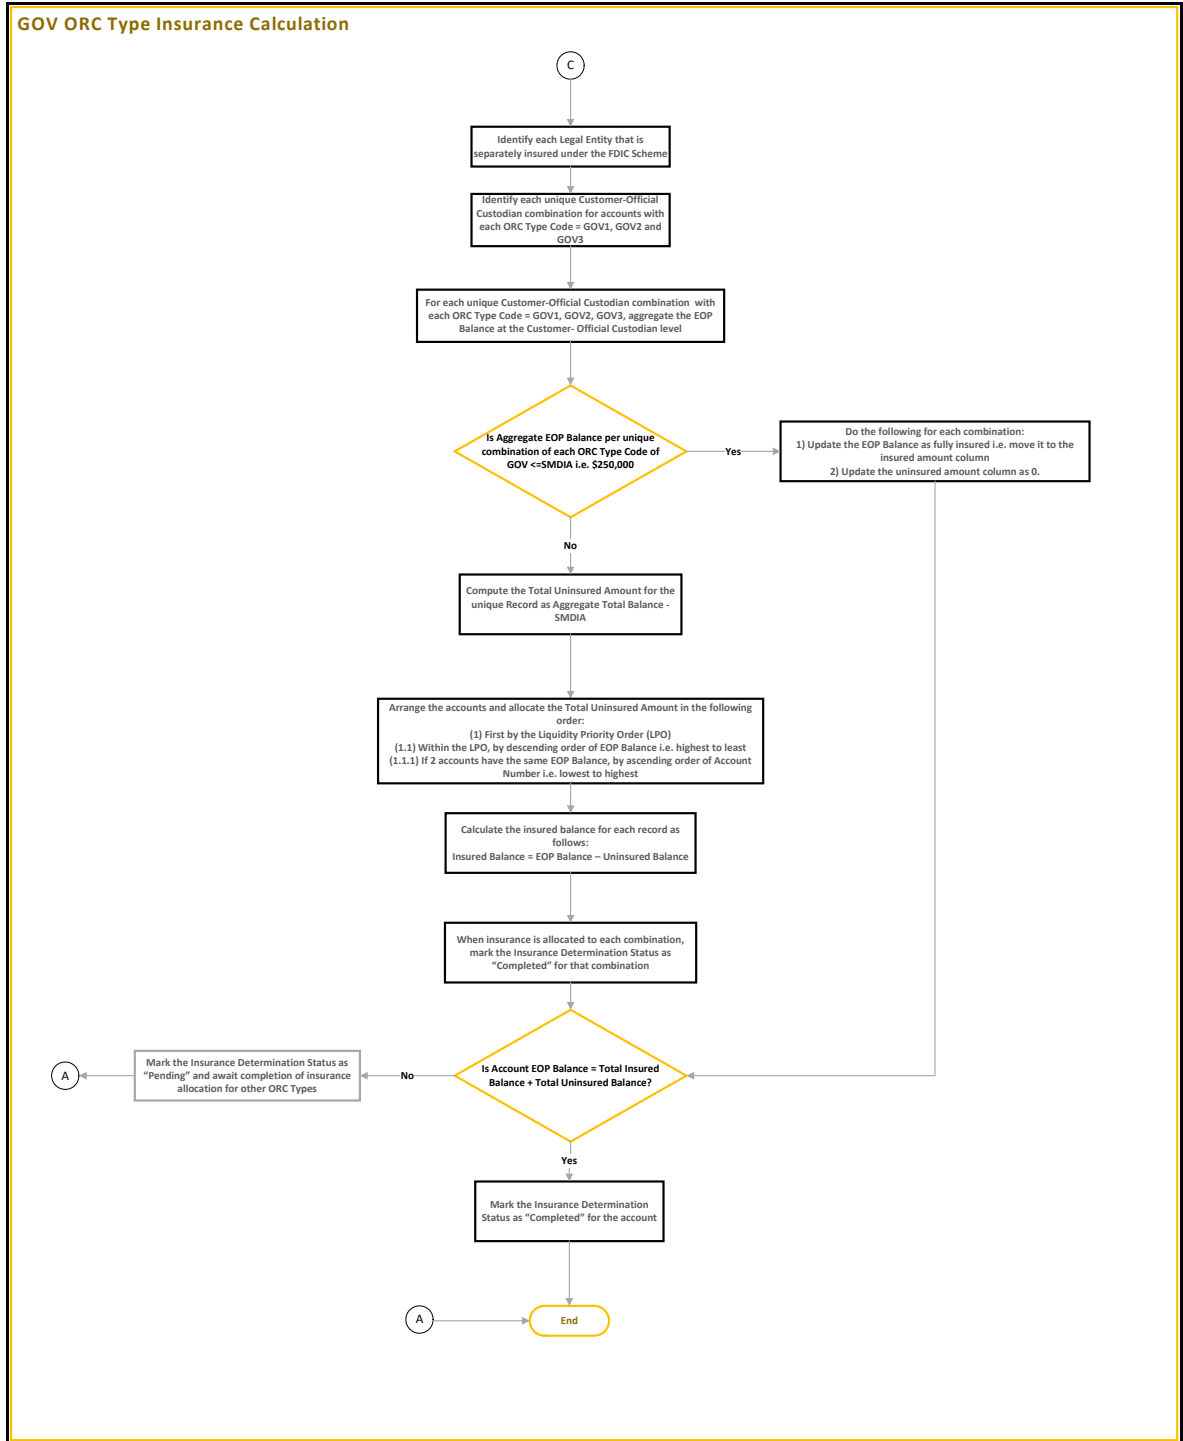 GOV ORC Type Insurance Calculation
C
Identify each Legal Entity that is
separately insured under the FDIC Scheme
Identify each unique Customer-Official
Custodian combination for accounts with
each ORC Type Code = GOV1, GOV2 and
GOV3
For each unique Customer-Official Custodian combination with
each ORC Type Code = GOV1, GOV2, GOV3, aggregate the EOP
Balance at the Customer- Official Custodian level
Is Aggregate EOP Balance per unique
combination of each ORC Type Code of
GOV <=SMDIA i.e. $250,000
Yes
Do the following for each combination:
1) Update the EOP Balance as fully insured i.e. move it to the
insured amount column
2) Update the uninsured amount column as 0.
No
Compute the Total Uninsured Amount for the
unique Record as Aggregate Total Balance -
SMDIA
Arrange the accounts and allocate the Total Uninsured Amount in the following
order:
(1) First by the Liquidity Priority Order (LPO)
(1.1) Within the LPO, by descending order of EOP Balance i.e. highest to least
(1.1.1) If 2 accounts have the same EOP Balance, by ascending order of Account
Number i.e. lowest to highest
Calculate the insured balance for each record as
follows:
Insured Balance = EOP Balance – Uninsured Balance
When insurance is allocated to each combination,
mark the Insurance Determination Status as
“Completed” for that combination
Is Account EOP Balance = Total Insured
Balance + Total Uninsured Balance?
No
Mark the Insurance Determination Status as
“Pending” and await completion of insurance
allocation for other ORC Types
A
Yes
Mark the Insurance Determination
Status as “Completed” for the account
A
End